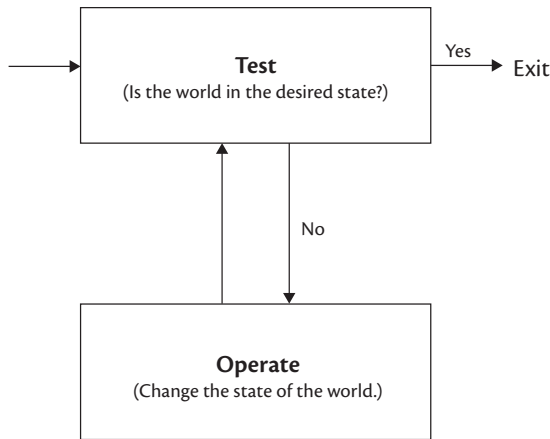 Test
(Is the world in the desired state?)
Yes
Exit
No
Operate
(Change the state of the world.)